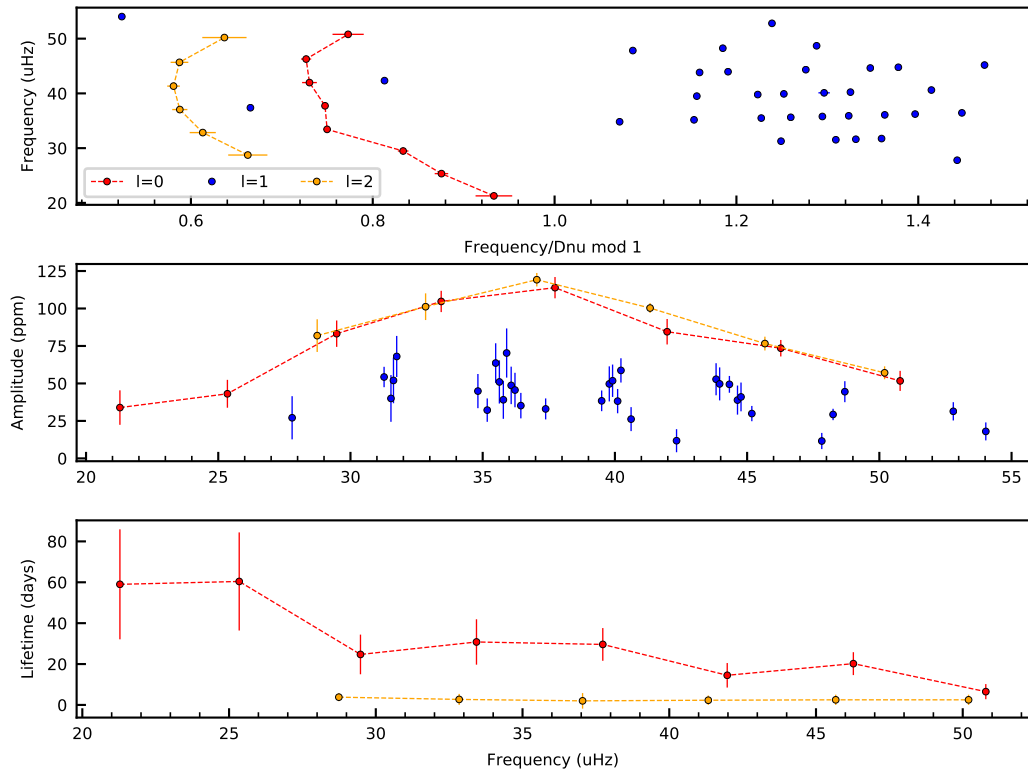 Frequency (uHz)
50
40
30
20
l=0 l=1 l=2
0.6 0.8 1.0 1.2 1.4
Frequency/Dnu mod 1
Amplitude (ppm)
125
100
75
50
25
0
20 25 30 35 40 45 50 55
Lifetime (days)
80
60
40
20
0
20 25 30 35 40 45 50
Frequency (uHz)